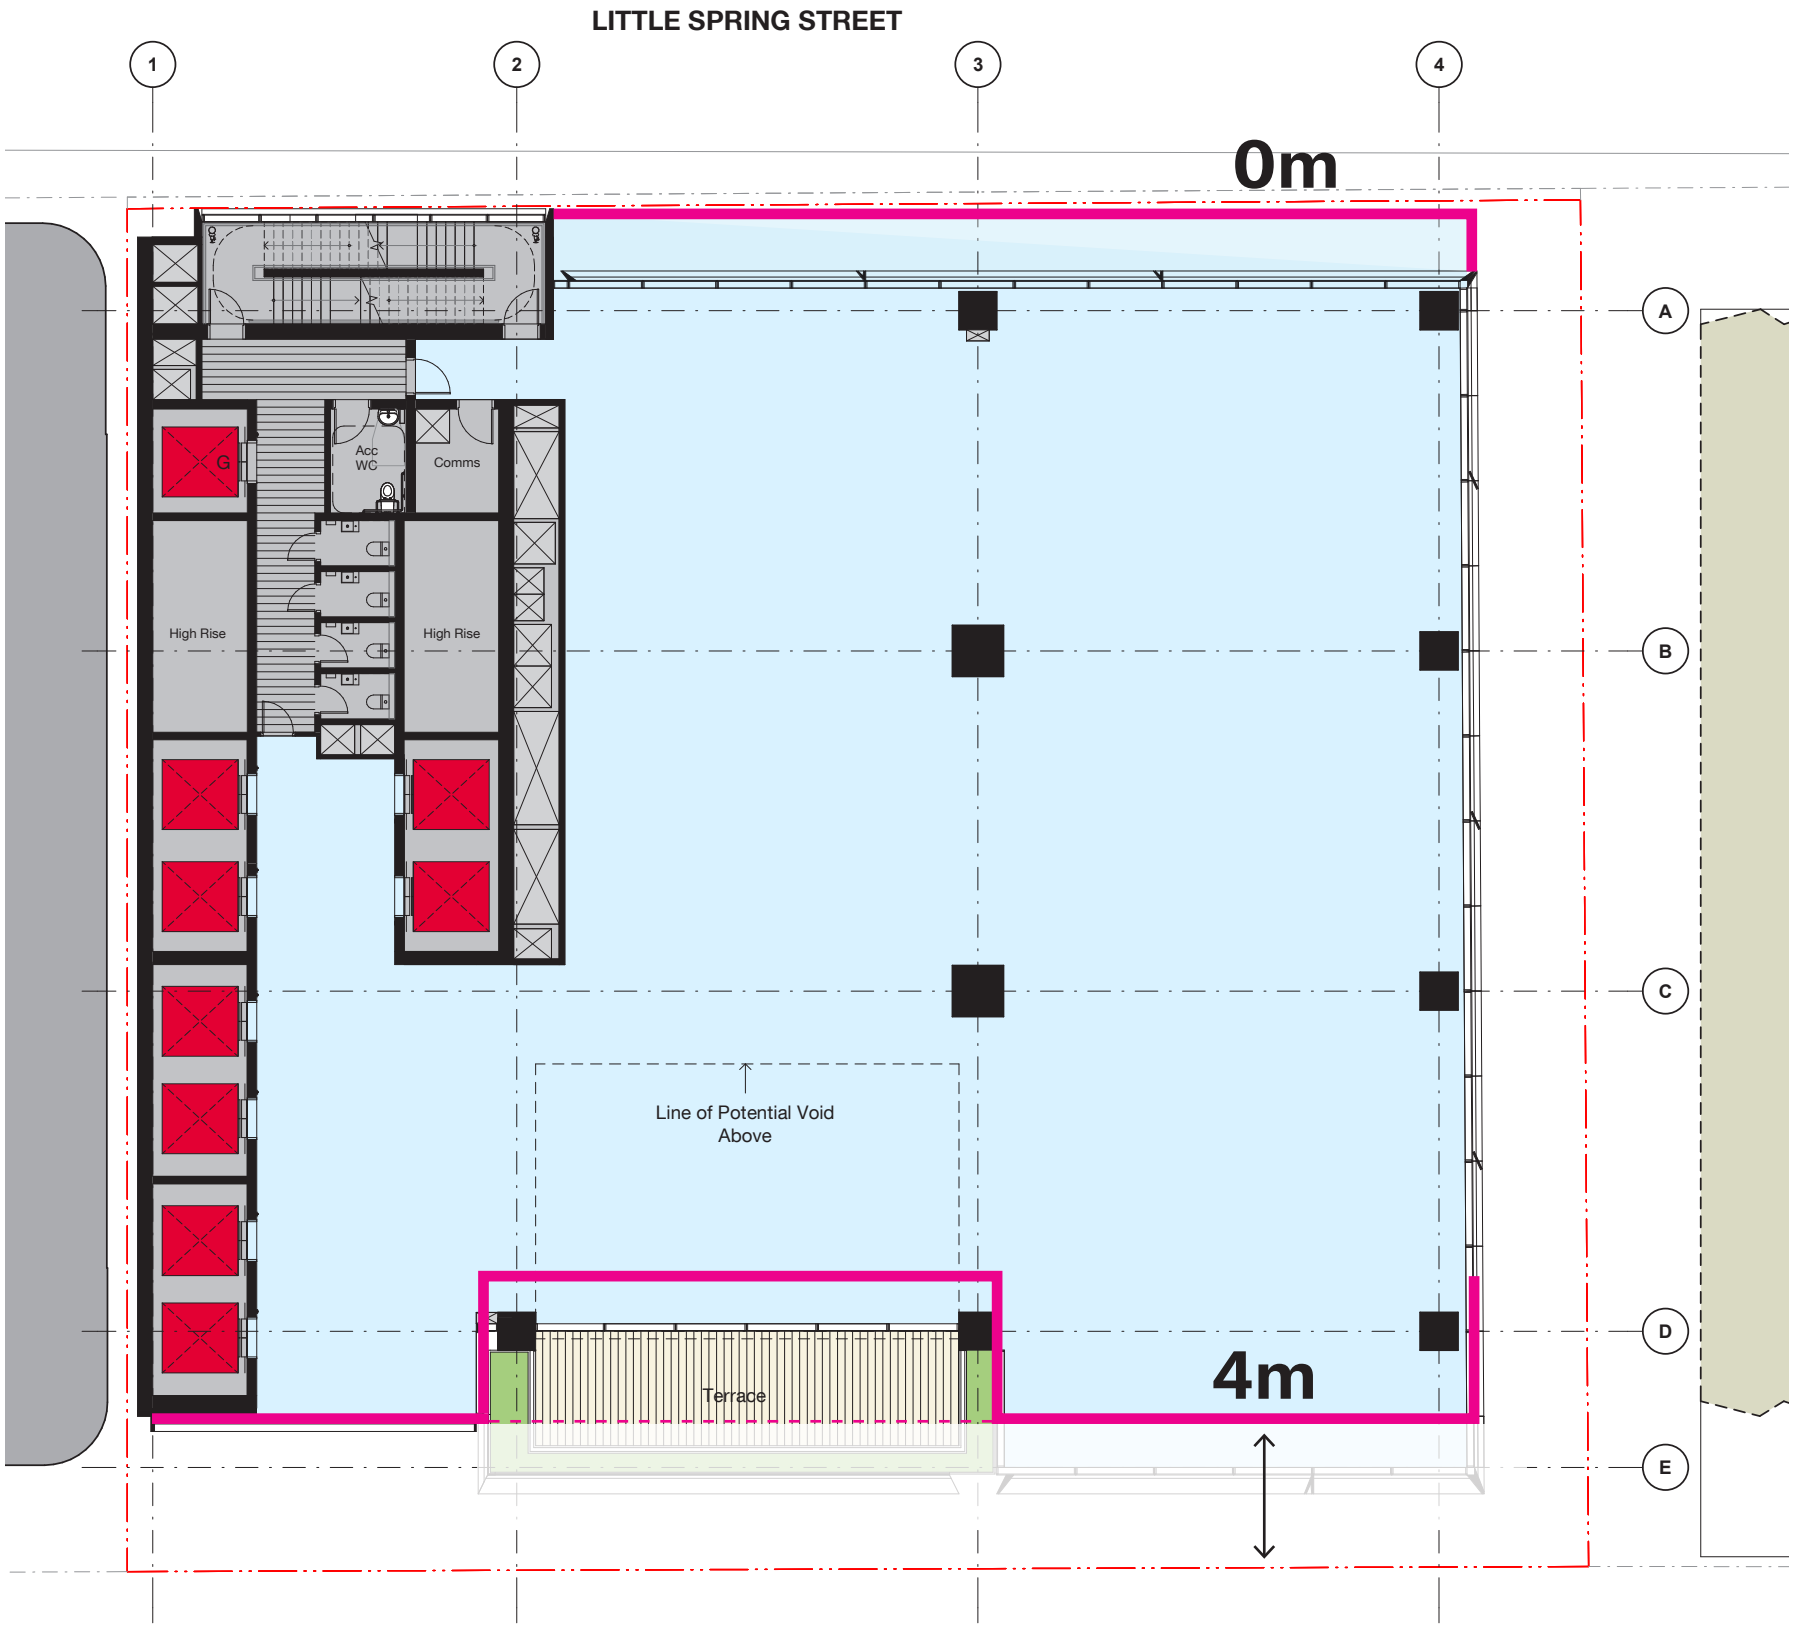 LITTLE SPRING STREET
1
2
3
4
0m
A
G
Acc
WC
Comms
High Rise
High Rise
B
C
Line of Potential Void
Above
D
4m
Terrace
E